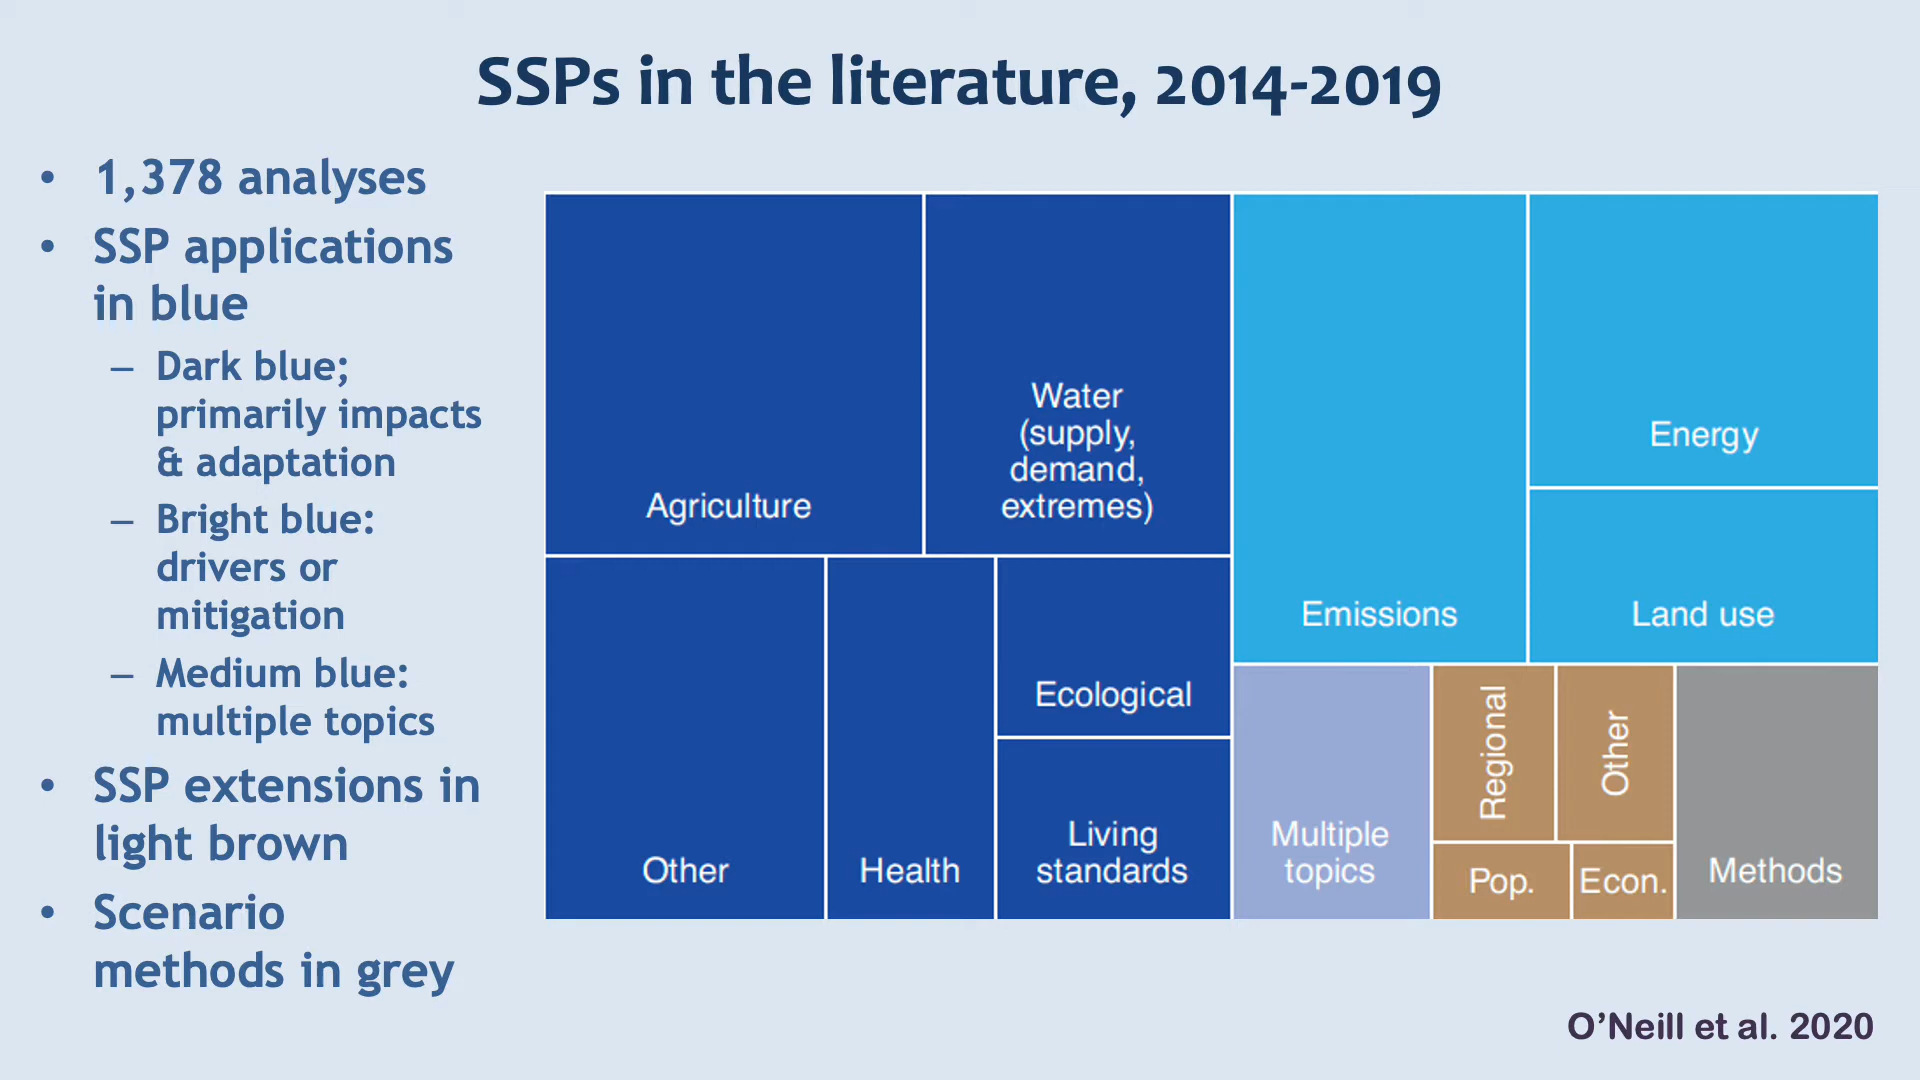 SSPs in the literature, 2014-2019
• 1,378 analyses
• SSP applications
in blue
– Dark blue;
primarily impacts
& adaptation
– Bright blue:
drivers or
mitigation
– Medium blue:
multiple topics
• SSP extensions in
light brown
• Scenario
methods in grey
Agriculture
Water
(supply,
demand,
extremes)
Emissions
Energy
Land use
Other
Health
Ecological
Living
standards
Multiple
topics
Regional
Other
Pop.
Econ.
Methods
O’Neill et al. 2020